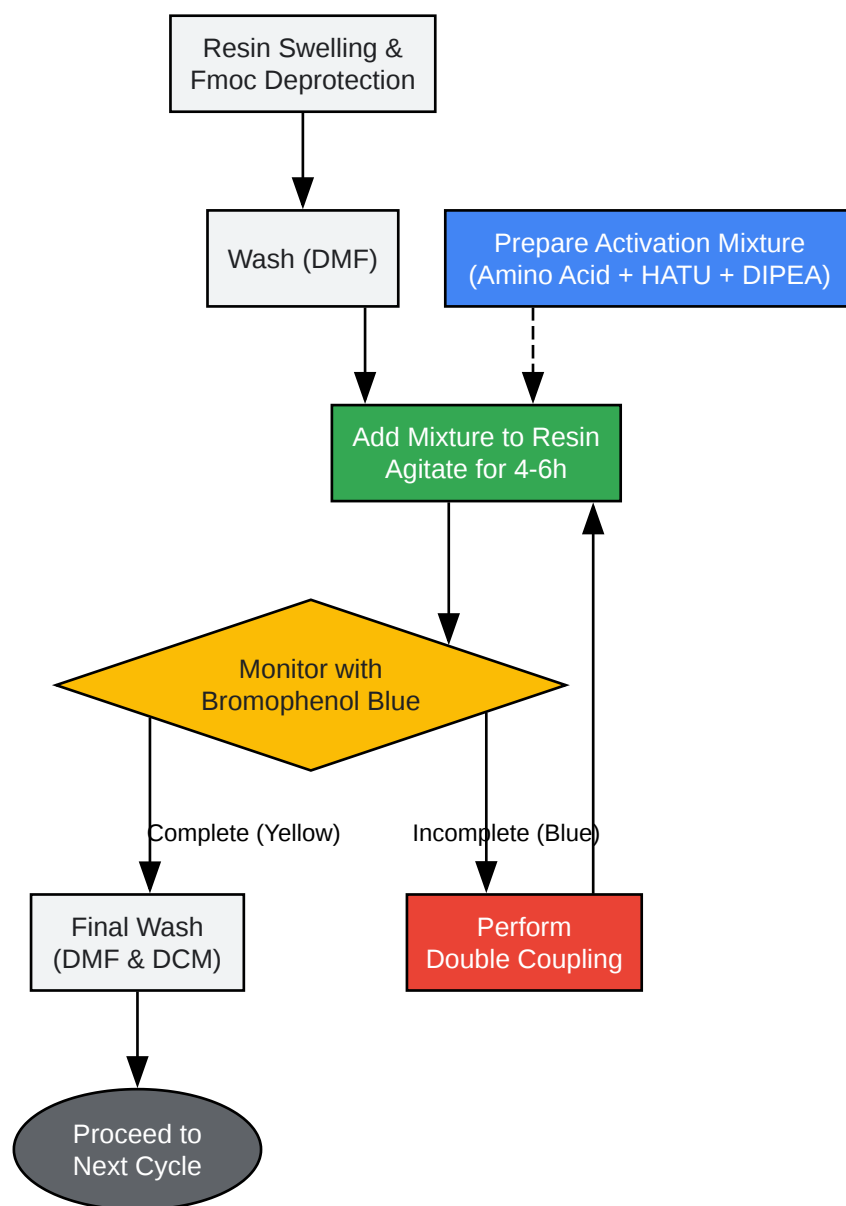 Resin Swelling &
Fmoc Deprotection
Wash (DMF)
Prepare Activation Mixture
(Amino Acid + HATU + DIPEA)
Add Mixture to Resin
Agitate for 4-6h
Monitor with
Bromophenol Blue
Complete (Yellow)
Incomplete (Blue)
Final Wash
(DMF & DCM)
Perform
Double Coupling
Proceed to
Next Cycle